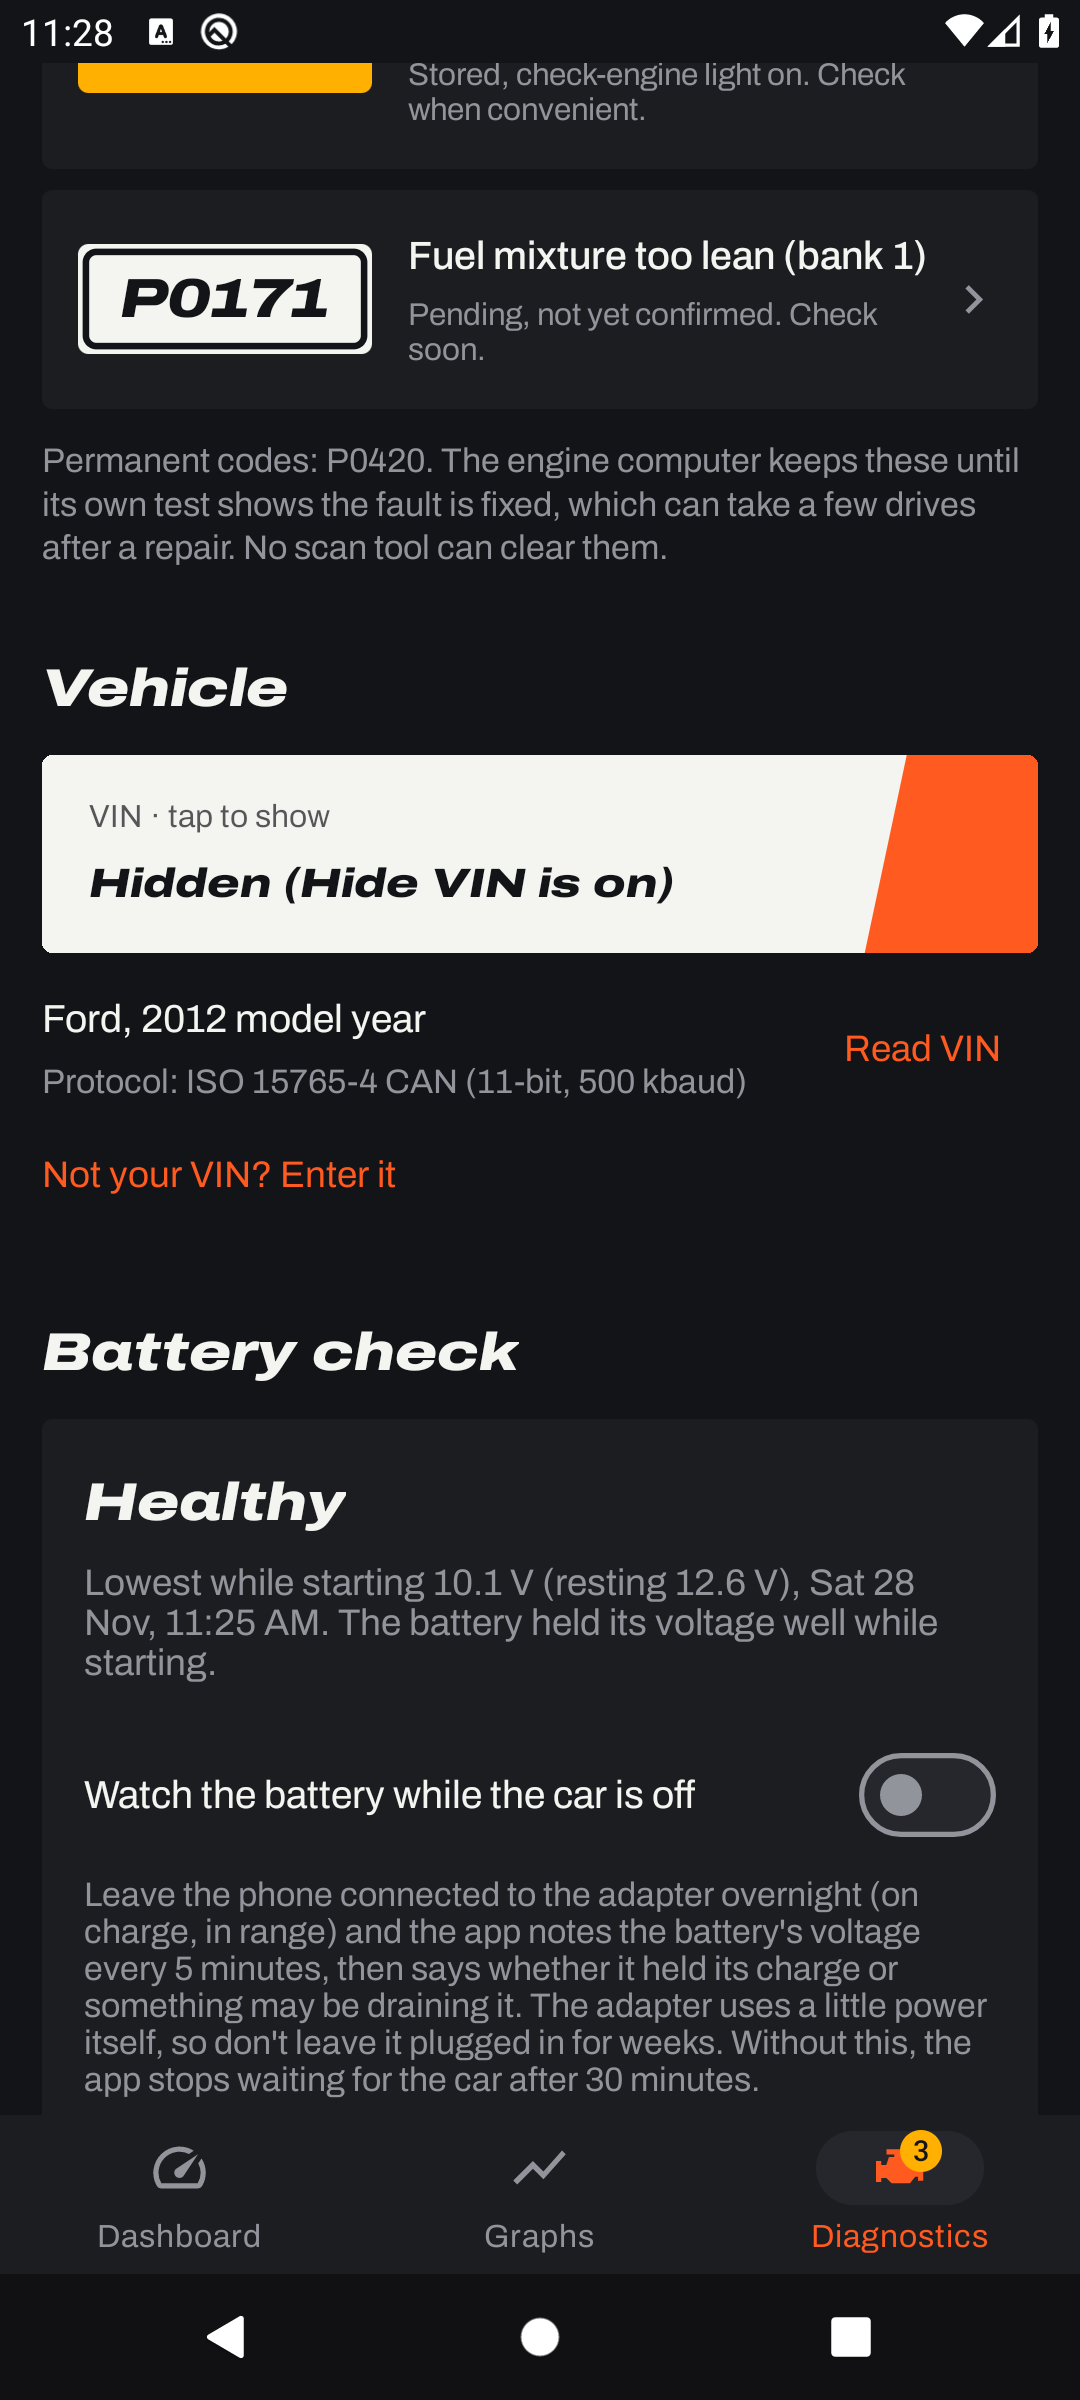 11:28
Stored, check-engine light on. Check
when convenient.
P0171
Fuel mixture too lean (bank 1)
Pending, not yet confirmed. Check
soon.
Permanent codes: P0420. The engine computer keeps these until
its own test shows the fault is fixed, which can take a few drives
after a repair. No scan tool can clear them.
Vehicle
VIN · tap to show
Hidden (Hide VIN is on)
Ford, 2012 model year
Read VIN
Protocol: ISO 15765-4 CAN (11-bit, 500 kbaud)
Not your VIN? Enter it
Battery check
Healthy
Lowest while starting 10.1 V (resting 12.6 V), Sat 28
Nov, 11:25 AM. The battery held its voltage well while
starting.
Watch the battery while the car is off
Leave the phone connected to the adapter overnight (on
charge, in range) and the app notes the battery's voltage
every 5 minutes, then says whether it held its charge or
something may be draining it. The adapter uses a little power
itself, so don't leave it plugged in for weeks. Without this, the
app stops waiting for the car after 30 minutes.
3
Dashboard
Graphs
Diagnostics